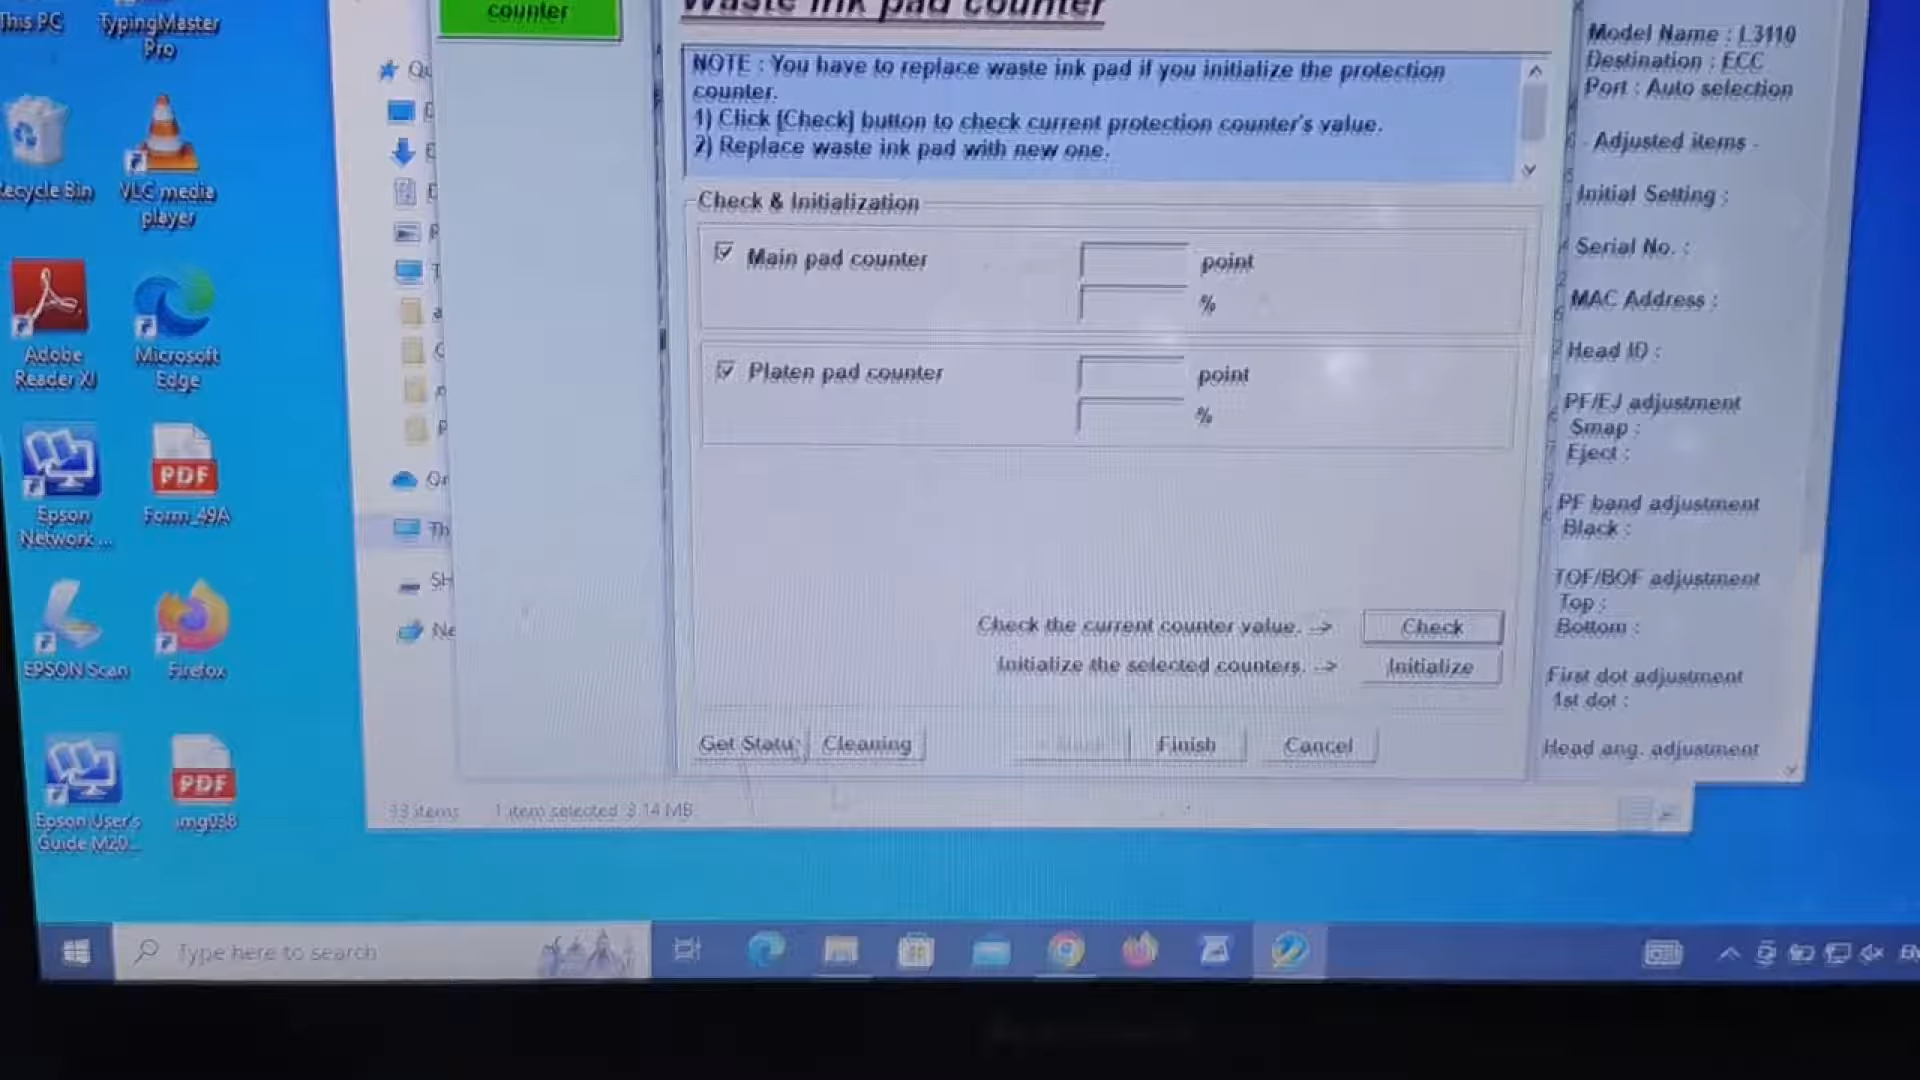 This PC
TypingMaster
Pro
Recycle Bin
VLC media
player
Adobe
Reader XI
Microsoft
Edge
Epson
Network ...
Form_49A
EPSON Scan
Firefox
Epson User's
Guide M20...
img038
counter
Waste ink pad counter
NOTE : You have to replace waste ink pad if you initialize the protection
counter.
1) Click [Check] button to check current protection counter's value.
2) Replace waste ink pad with new one.
Check & Initialization
Main pad counter
point
%
Platen pad counter
point
%
Check the current counter value. -->
Check
Initialize the selected counters. -->
Initialize
Get Statu:
Cleaning
Finish
Cancel
33 items
1 item selected 3.14 MB
Model Name : L3110
Destination : ECC
Port : Auto selection
- Adjusted items -
Initial Setting :
Serial No. :
MAC Address :
Head ID :
PF/EJ adjustment
Smap :
Eject :
PF band adjustment
Black :
TOF/BOF adjustment
Top :
Bottom :
First dot adjustment
1st dot :
Head ang. adjustment
Type here to search